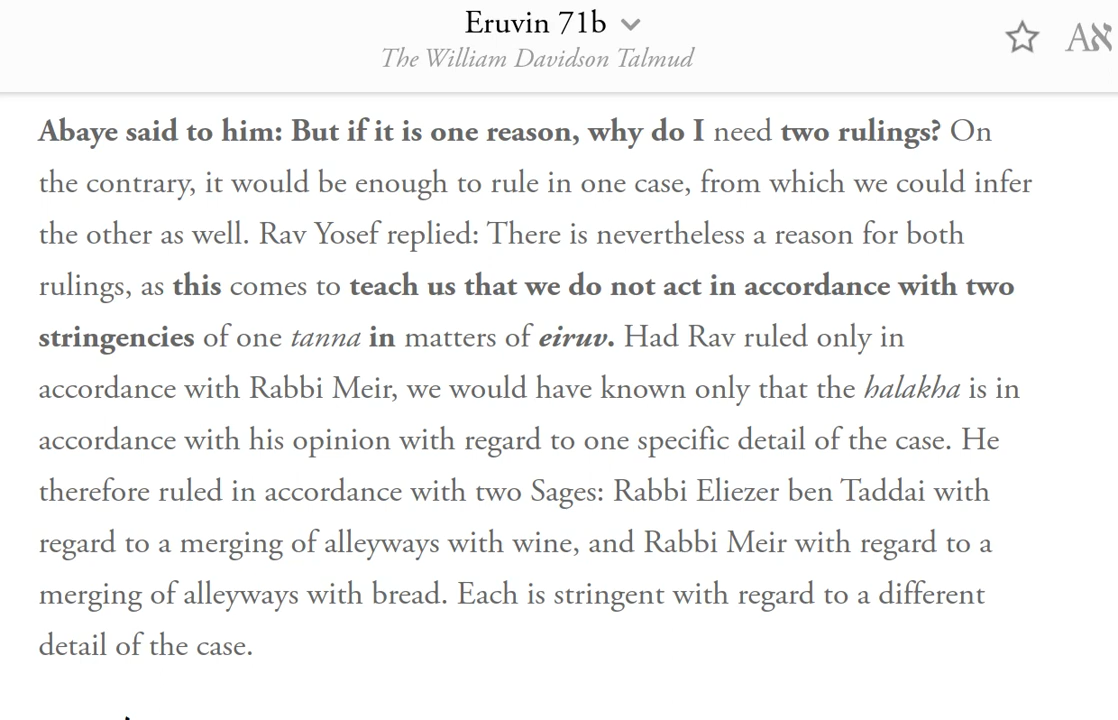 Eruvin 71b
The William Davidson Talmud
Aא
Abaye said to him: But if it is one reason, why do I need two rulings? On
the contrary, it would be enough to rule in one case, from which we could infer
the other as well. Rav Yosef replied: There is nevertheless a reason for both
rulings, as this comes to teach us that we do not act in accordance with two
stringencies of one tanna in matters of eiruv. Had Rav ruled only in
accordance with Rabbi Meir, we would have known only that the halakha is in
accordance with his opinion with regard to one specific detail of the case. He
therefore ruled in accordance with two Sages: Rabbi Eliezer ben Taddai with
regard to a merging of alleyways with wine, and Rabbi Meir with regard to a
merging of alleyways with bread. Each is stringent with regard to a different
detail of the case.